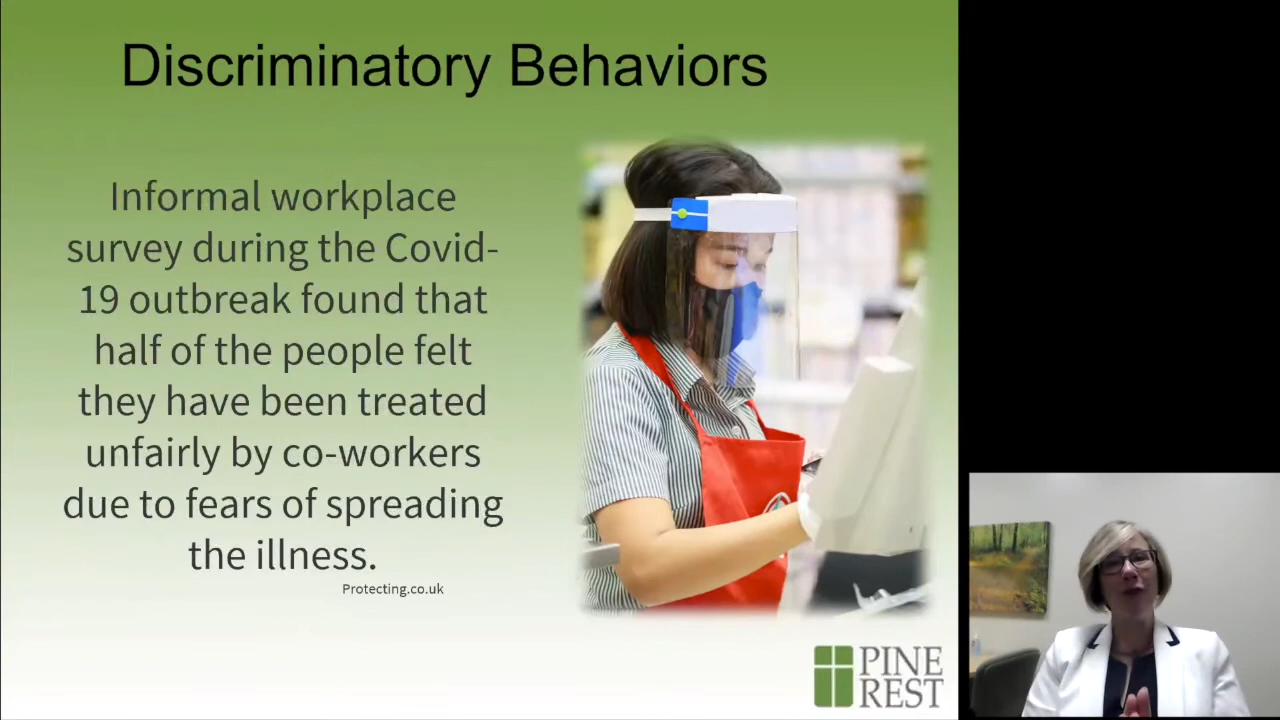 Discriminatory Behaviors
Informal workplace
survey during the Covid-
19 outbreak found that
half of the people felt
they have been treated
unfairly by co-workers
due to fears of spreading
the illness.
Protecting.co.uk
PINE
REST